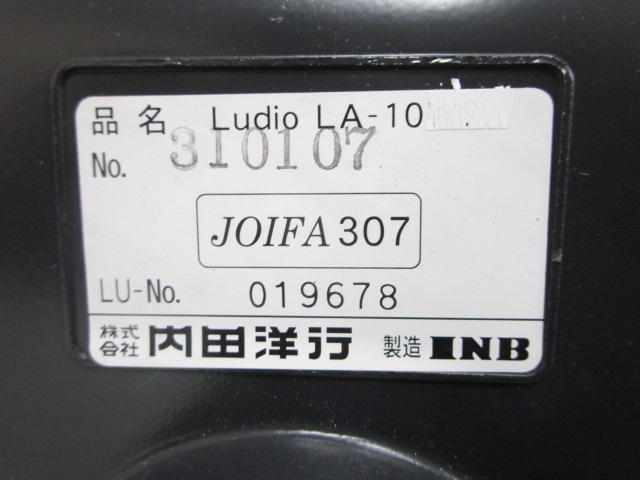 品名 Ludio LA-10
No. 310107
JOIFA 307
LU-No. 019678
株式会社 内田洋行 製造 INB